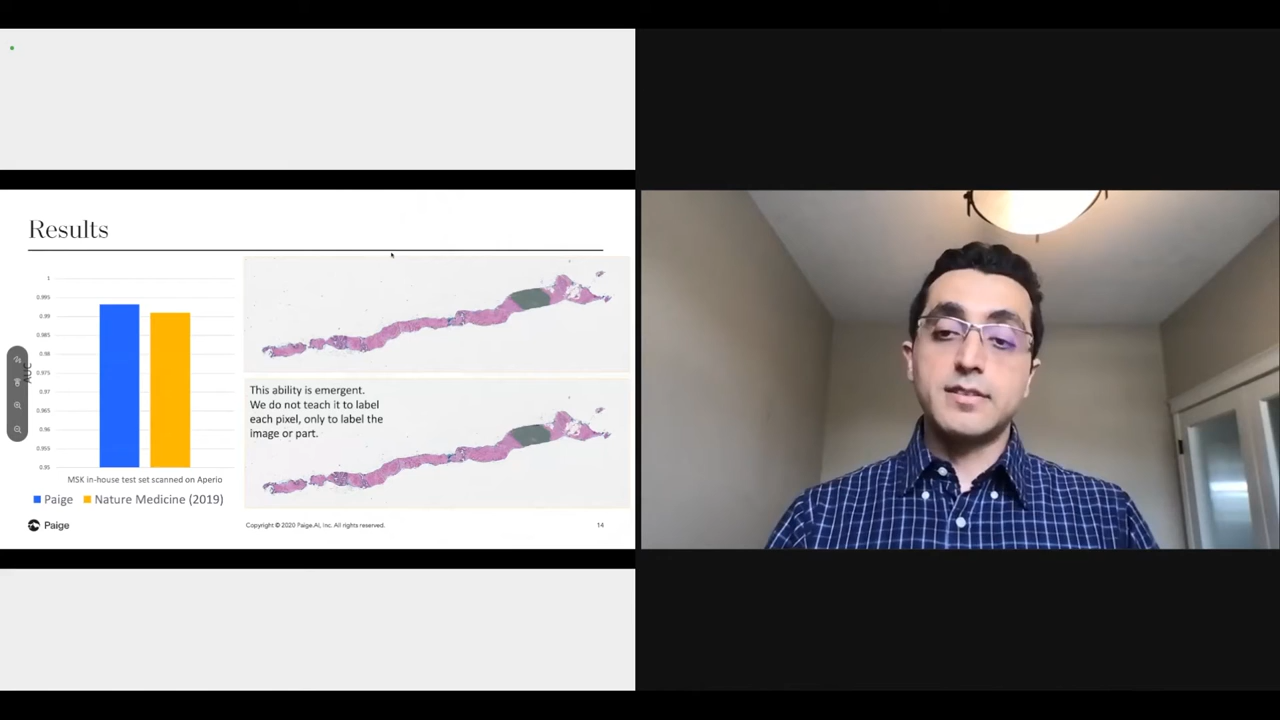 Results
1
0.995
0.99
0.985
0.98
0.975
0.97
0.965
0.96
0.955
0.95
AUC
MSK in-house test set scanned on Aperio
Paige
Nature Medicine (2019)
This ability is emergent.
We do not teach it to label
each pixel, only to label the
image or part.
Paige
Copyright © 2020 Paige.AI, Inc. All rights reserved.
14